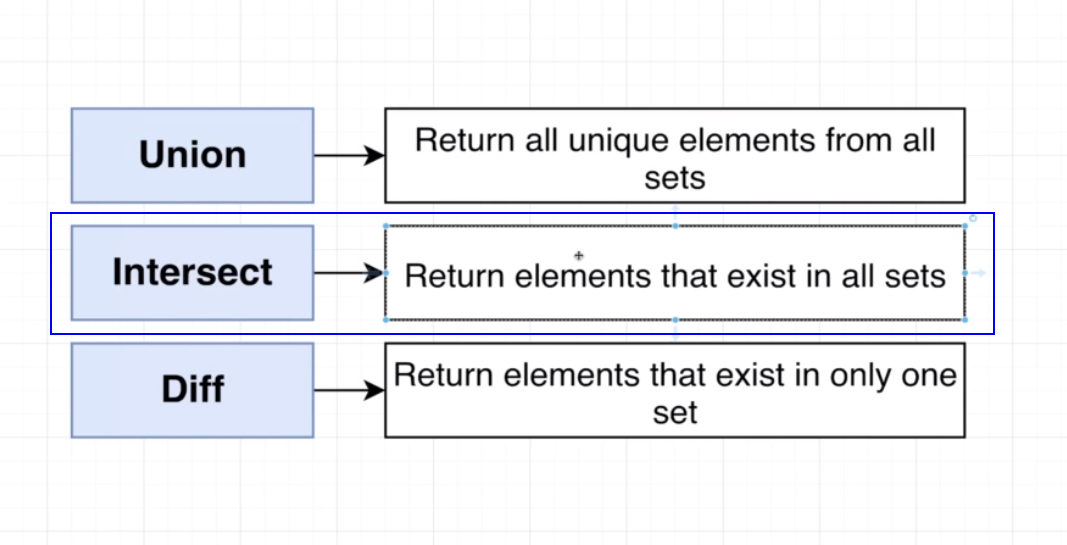 Union
Return all unique elements from all
sets
Intersect
Return elements that exist in all sets
Diff
Return elements that exist in only one
set